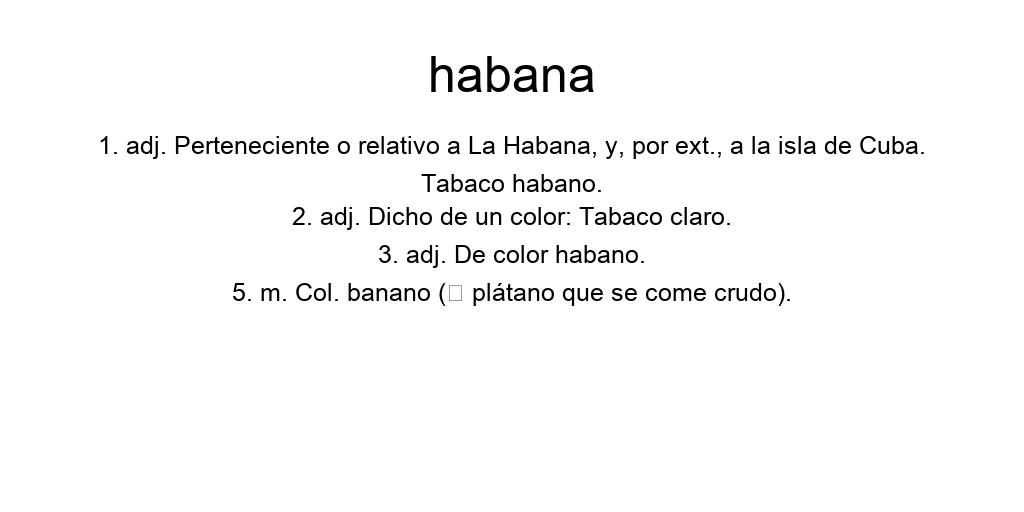 habana
1. adj. Perteneciente o relativo a La Habana, y, por ext., a la isla de Cuba.
Tabaco habano.
2. adj. Dicho de un color: Tabaco claro.
3. adj. De color habano.
5. m. Col. banano (□ plátano que se come crudo).